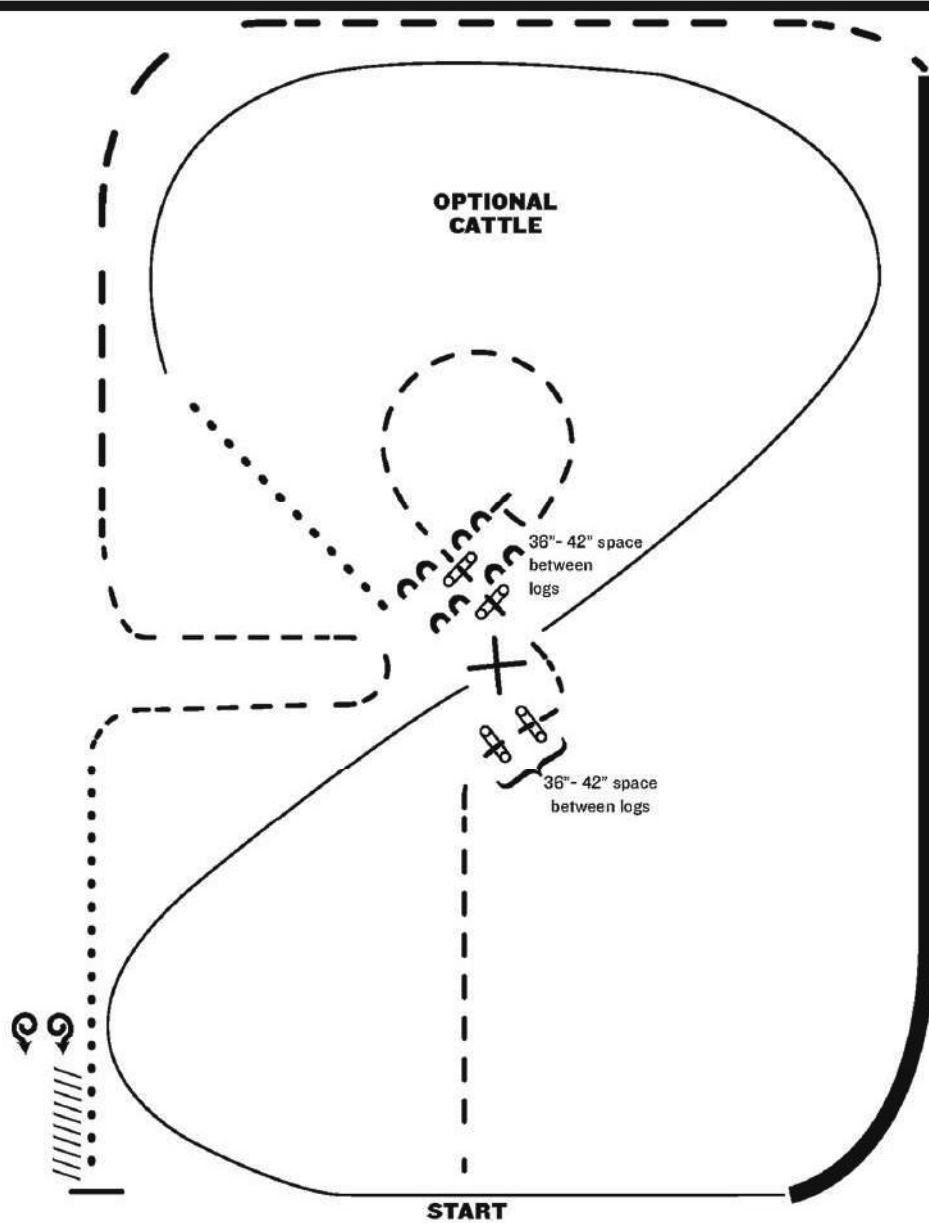 OPTIONAL
CATTLE
36"- 42" space
between
logs
36"- 42" space
between logs
START